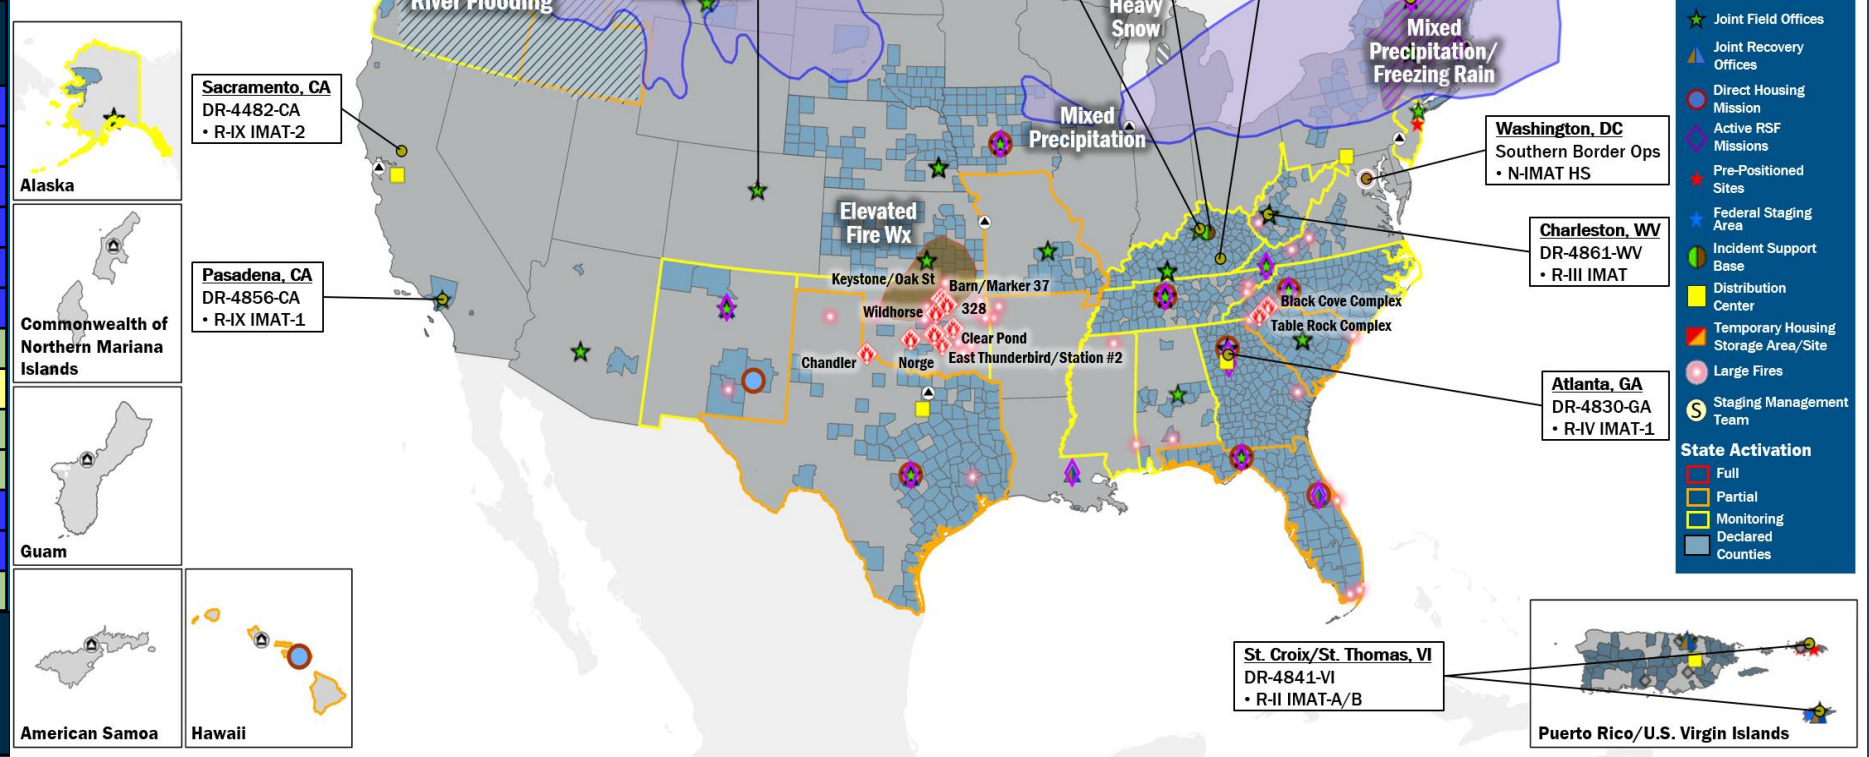 River Flooding
Heavy
Snow
Mixed
Precipitation/
Freezing Rain
Mixed
Precipitation
Elevated
Fire Wx
Sacramento, CA
DR-4482-CA
• R-IX IMAT-2
Pasadena, CA
DR-4856-CA
• R-IX IMAT-1
Washington, DC
Southern Border Ops
• N-IMAT HS
Charleston, WV
DR-4861-WV
• R-III IMAT
Atlanta, GA
DR-4830-GA
• R-IV IMAT-1
St. Croix/St. Thomas, VI
DR-4841-VI
• R-II IMAT-A/B
Keystone/Oak St
Barn/Marker 37
Wildhorse
328
Clear Pond
East Thunderbird/Station #2
Chandler
Norge
Black Cove Complex
Table Rock Complex
Alaska
Commonwealth of
Northern Mariana
Islands
Guam
American Samoa
Hawaii
Puerto Rico/U.S. Virgin Islands
Joint Field Offices
Joint Recovery
Offices
Direct Housing
Mission
Active RSF
Missions
Pre-Positioned
Sites
Federal Staging
Area
Incident Support
Base
Distribution
Center
Temporary Housing
Storage Area/Site
Large Fires
S
Staging Management
Team
State Activation
Full
Partial
Monitoring
Declared
Counties